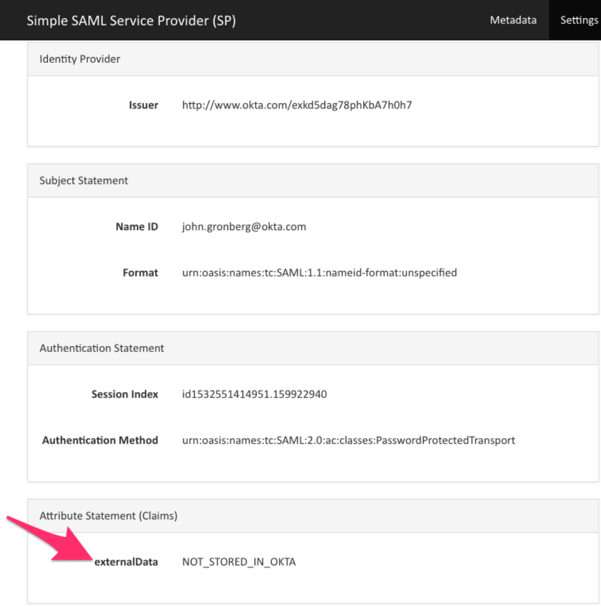 Simple SAML Service Provider (SP) Metadata Settings
Identity Provider
Issuer http://www.okta.com/exkd5dag78phKbA7h0h7
Subject Statement
Name ID john.gronberg@okta.com
Format urn:oasis:names:tc:SAML:1.1:nameid-format:unspecified
Authentication Statement
Session Index id1532551414951.159922940
Authentication Method urn:oasis:names:tc:SAML:2.0:ac:classes:PasswordProtectedTransport
Attribute Statement (Claims)
externalData NOT_STORED_IN_OKTA